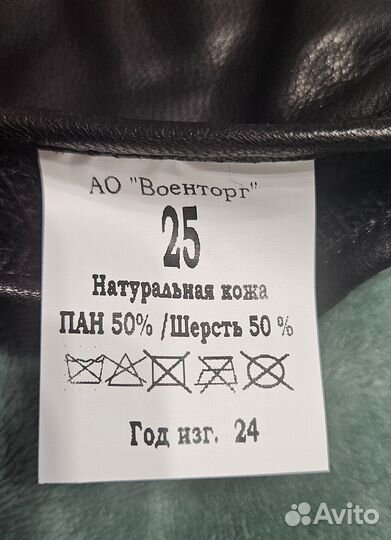 АО "Военторг"
25
Натуральная кожа
ПАН 50% /Шерсть 50 %
Год изг. 24
Avito